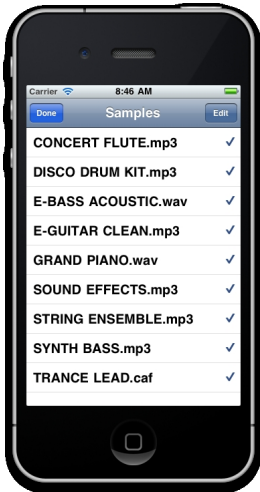 Carrier 8:46 AM
Done Samples Edit
CONCERT FLUTE.mp3
DISCO DRUM KIT.mp3
E-BASS ACOUSTIC.wav
E-GUITAR CLEAN.mp3
GRAND PIANO.wav
SOUND EFFECTS.mp3
STRING ENSEMBLE.mp3
SYNTH BASS.mp3
TRANCE LEAD.caf